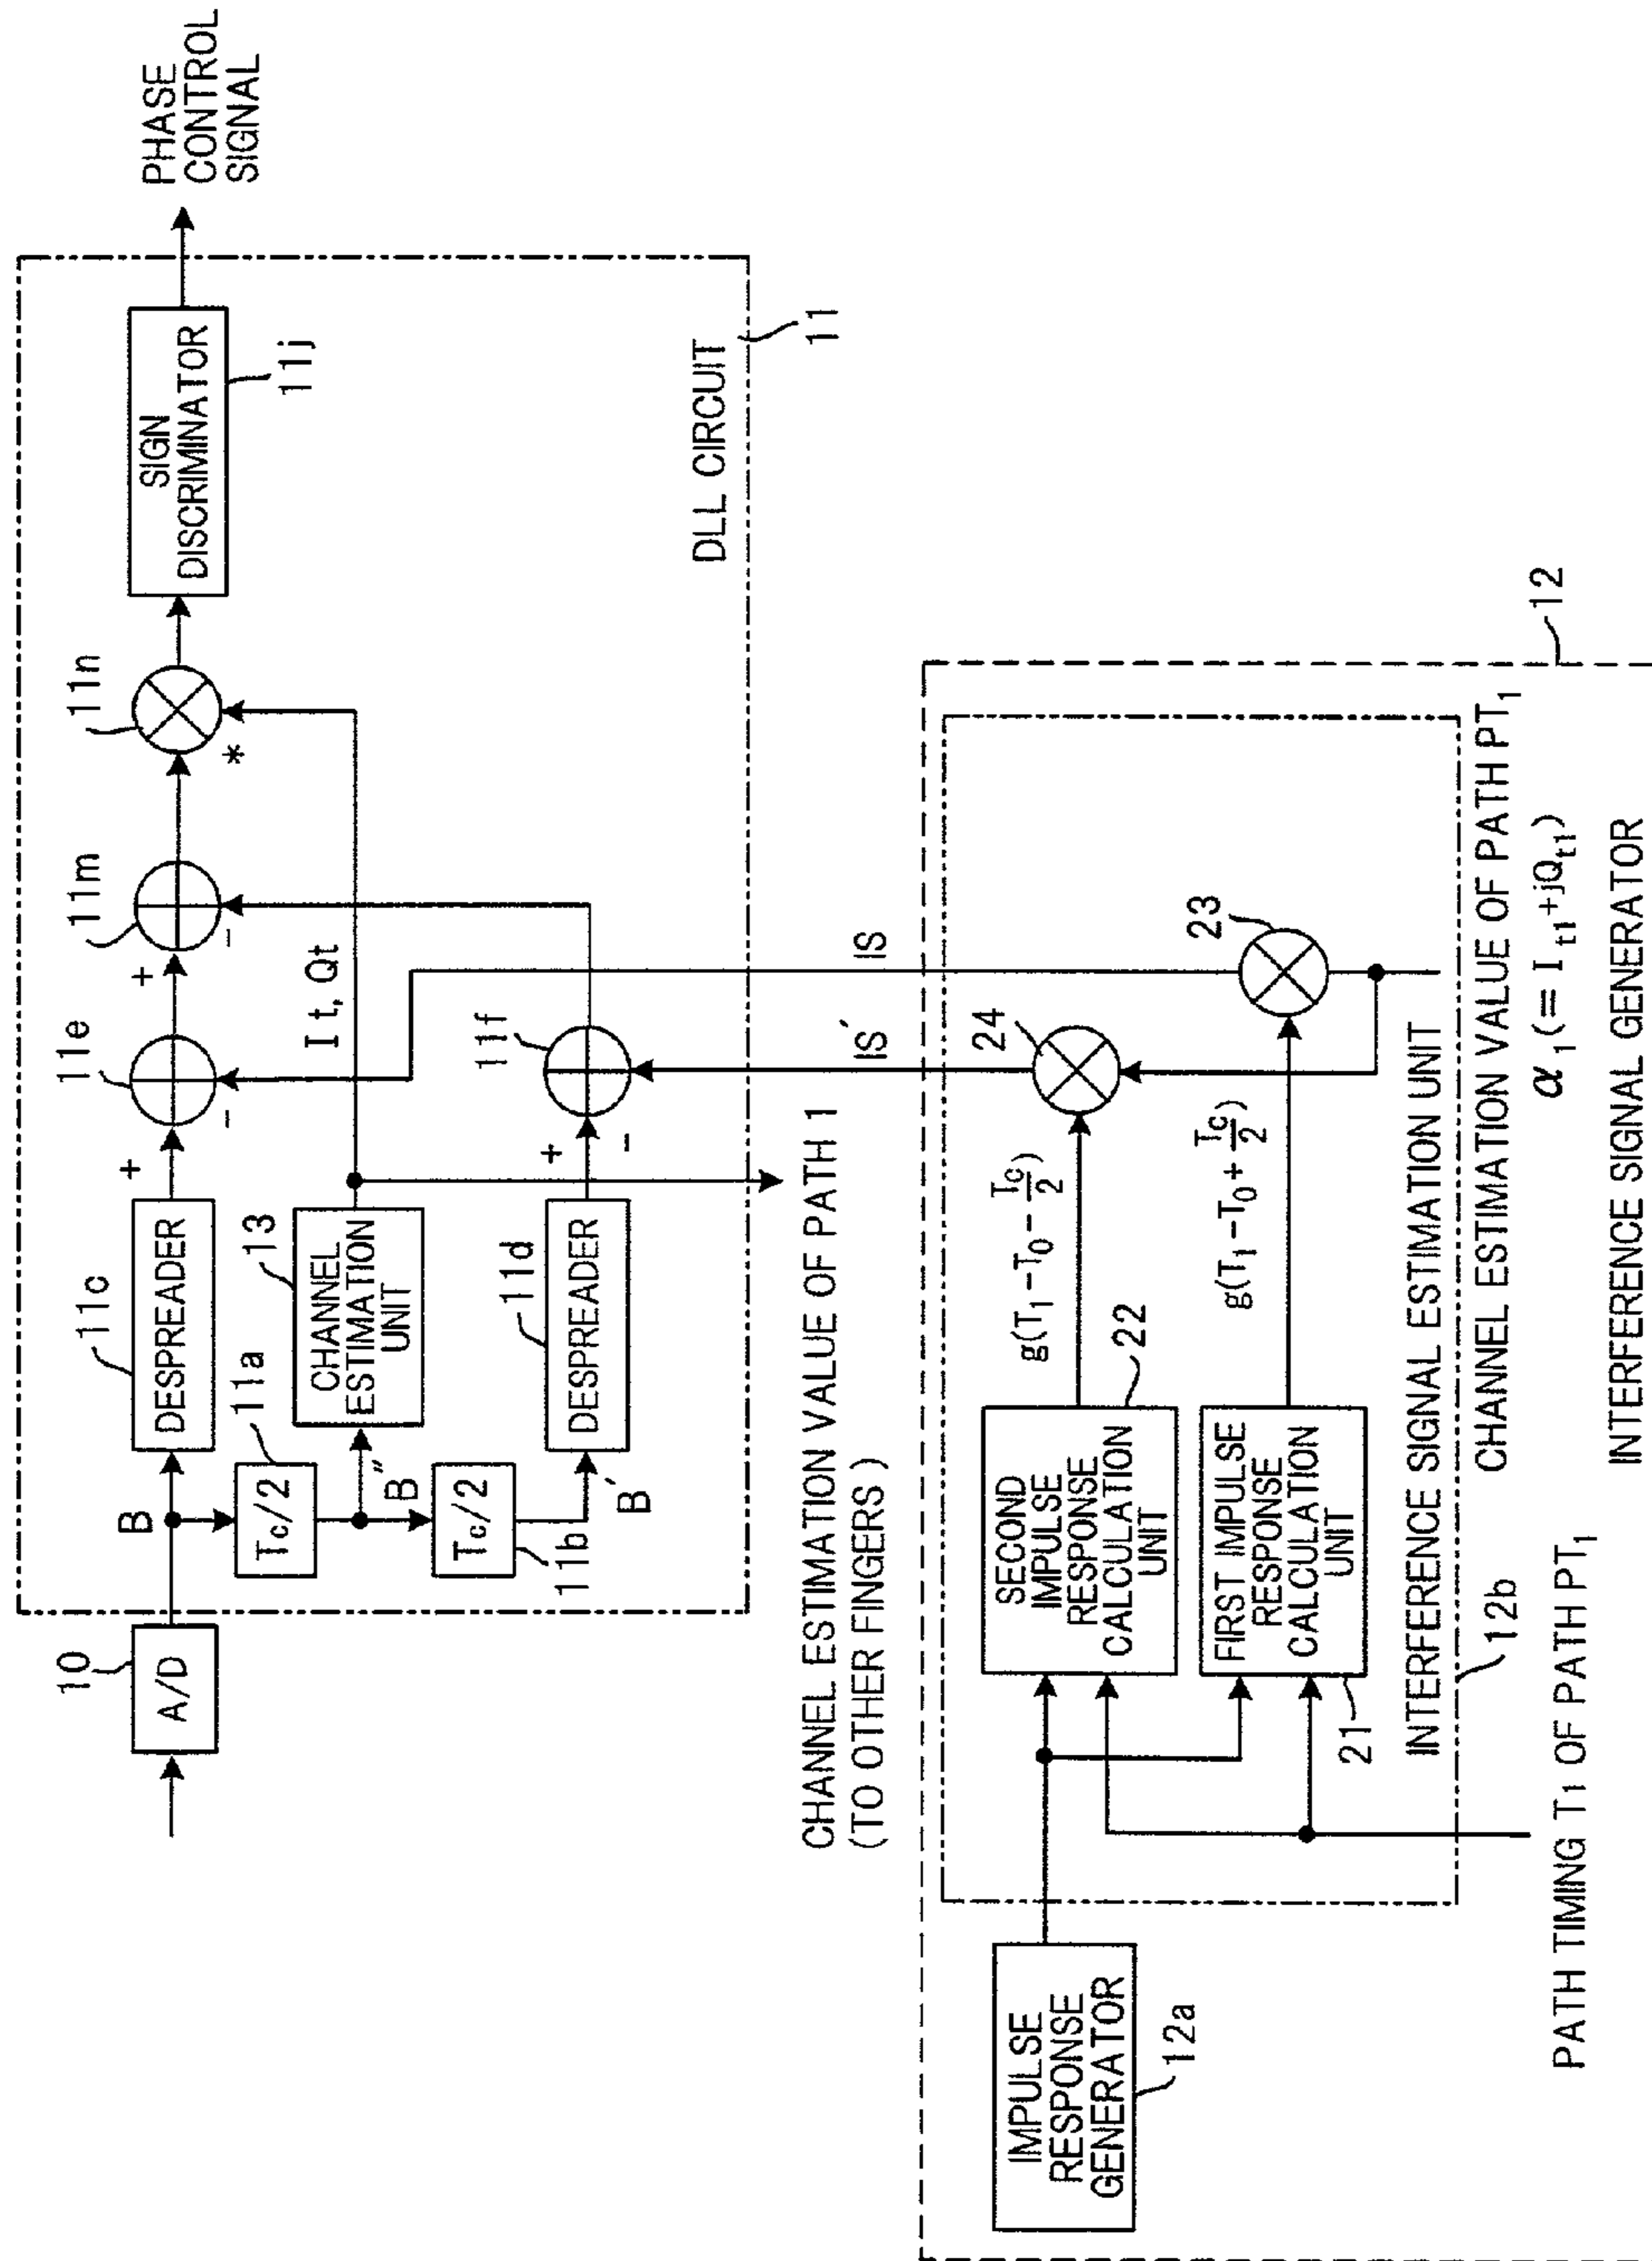 10
A/D
B
11c
DESPREADER
+
-
11e
+
-
11m
*
11n
SIGN
DISCRIMINATOR
11j
PHASE
CONTROL
SIGNAL
Tc/2
11a
B″
13
CHANNEL
ESTIMATION
UNIT
It, Qt
Tc/2
11b
B′
DESPREADER
11d
+
-
11f
DLL CIRCUIT
11
CHANNEL ESTIMATION VALUE OF PATH 1
(TO OTHER FINGERS)
IS′
IS
IMPULSE
RESPONSE
GENERATOR
12a
SECOND
IMPULSE
RESPONSE
CALCULATION
UNIT
22
g(T₁-T₀-Tc/2)
24
FIRST IMPULSE
RESPONSE
CALCULATION
UNIT
21
g(T₁-T₀+Tc/2)
23
INTERFERENCE SIGNAL ESTIMATION UNIT
12b
12
PATH TIMING T₁ OF PATH PT₁
CHANNEL ESTIMATION VALUE OF PATH PT₁
α₁(= I t1 +jQ t1)
INTERFERENCE SIGNAL GENERATOR